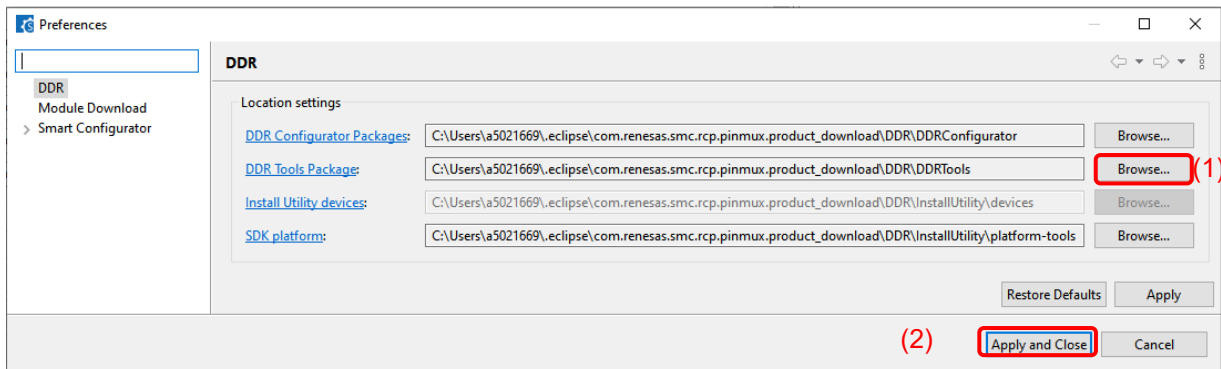 Preferences
DDR
DDR
Module Download
Smart Configurator
Location settings
DDR Configurator Packages: C:\Users\a5021669\.eclipse\com.renesas.smc.rcp.pinmux.product_download\DDR\DDRConfigurator Browse...
DDR Tools Package: C:\Users\a5021669\.eclipse\com.renesas.smc.rcp.pinmux.product_download\DDR\DDRTools Browse... (1)
Install Utility devices: C:\Users\a5021669\.eclipse\com.renesas.smc.rcp.pinmux.product_download\DDR\InstallUtility\devices Browse...
SDK platform: C:\Users\a5021669\.eclipse\com.renesas.smc.rcp.pinmux.product_download\DDR\InstallUtility\platform-tools Browse...
Restore Defaults Apply
(2) Apply and Close Cancel